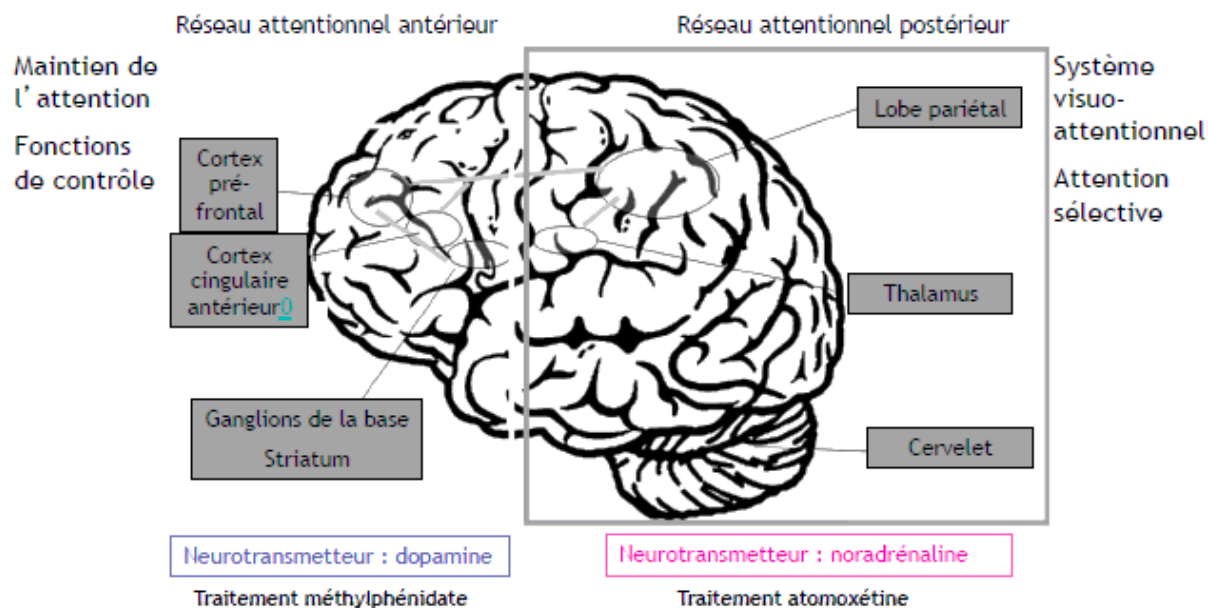 Réseau attentionnel antérieur
Réseau attentionnel postérieur
Maintien de
l'attention
Fonctions
de contrôle
Cortex
pré-
frontal
Cortex
cingulaire
antérieur0
Ganglions de la base
Striatum
Lobe pariétal
Thalamus
Cervelet
Système
visuo-
attentionnel
Attention
sélective
Neurotransmetteur : dopamine
Neurotransmetteur : noradrénaline
Traitement méthylphénidate
Traitement atomoxétine